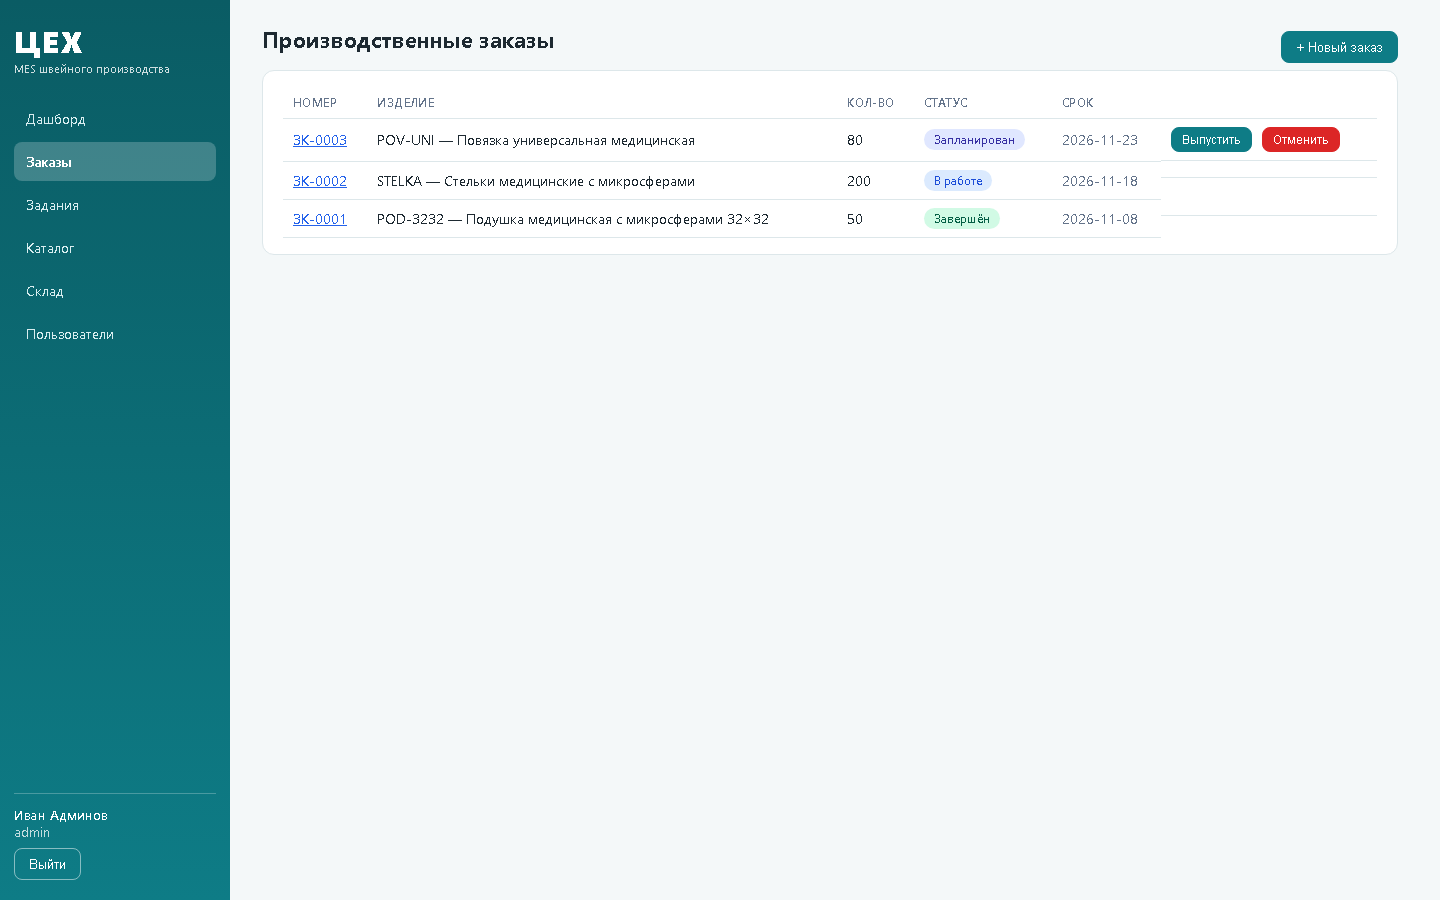 ЦЕХ
MES швейного производства
Дашборд
Заказы
Задания
Каталог
Склад
Пользователи
Иван Админов
admin
Выйти
Производственные заказы
+ Новый заказ
НОМЕР ИЗДЕЛИЕ КОЛ-ВО СТАТУС СРОК
ЗК-0003 POV-UNI — Повязка универсальная медицинская 80 Запланирован 2026-11-23 Выпустить Отменить
ЗК-0002 STELKA — Стельки медицинские с микросферами 200 В работе 2026-11-18
ЗК-0001 POD-3232 — Подушка медицинская с микросферами 32×32 50 Завершён 2026-11-08